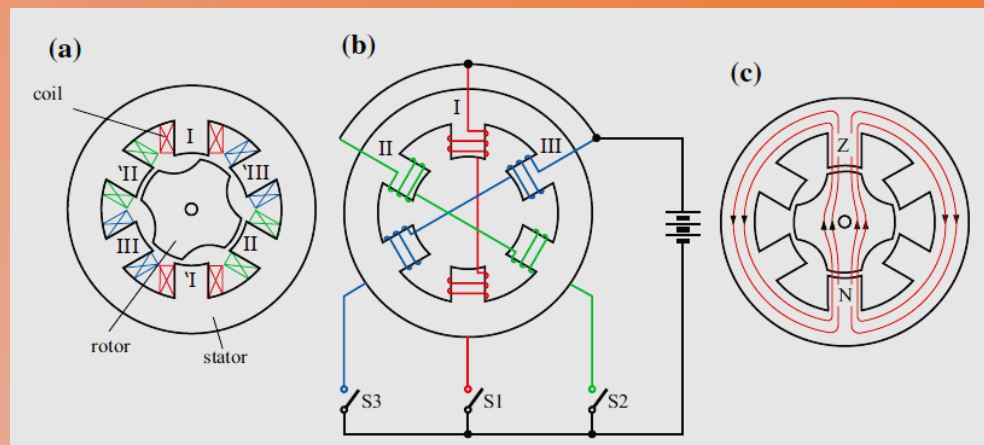 (a)
coil
I
'II
'III
III
II
I'
rotor
stator
(b)
I
II
III
S3
S1
S2
(c)
Z
N